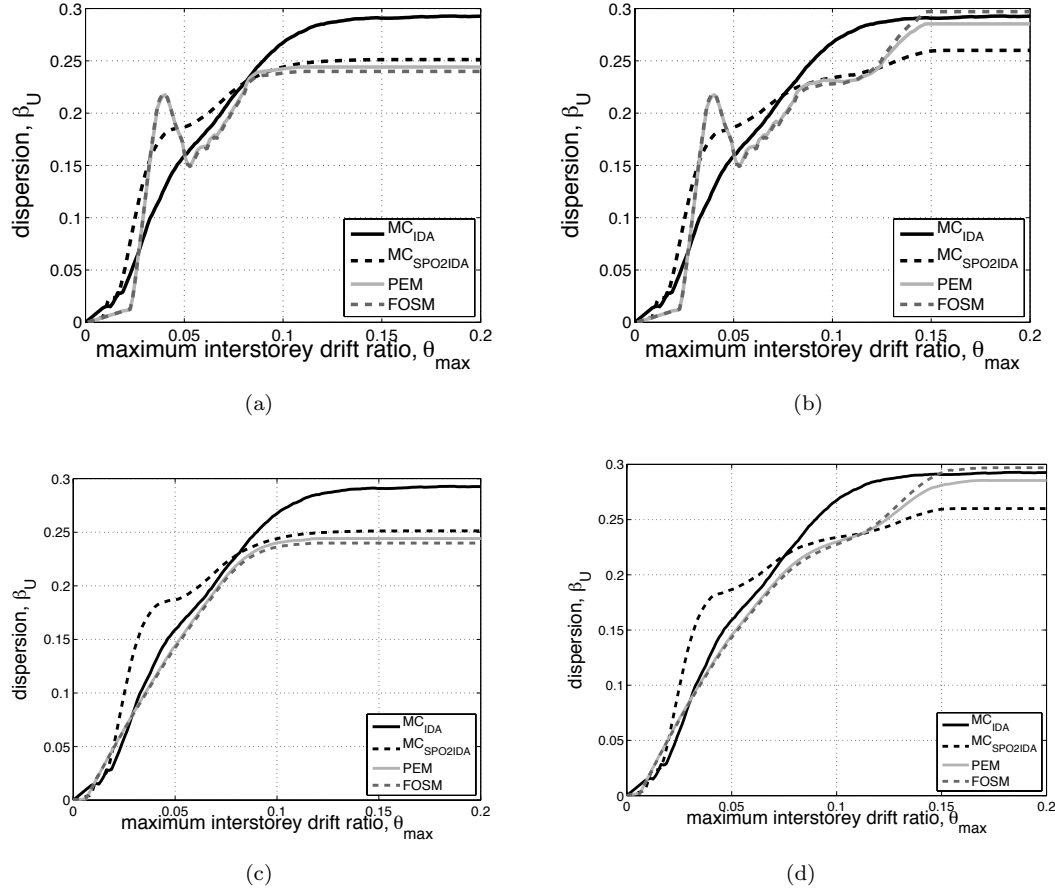 0.3
0.25
0.2
0.15
0.1
0.05
0
dispersion, β_U
0 0.05 0.1 0.15 0.2
maximum interstorey drift ratio, θ_max
MC_IDA
MC_SPO2IDA
PEM
FOSM
(a)
0.3
0.25
0.2
0.15
0.1
0.05
0
dispersion, β_U
0 0.05 0.1 0.15 0.2
maximum interstorey drift ratio, θ_max
MC_IDA
MC_SPO2IDA
PEM
FOSM
(b)
0.3
0.25
0.2
0.15
0.1
0.05
0
dispersion, β_U
0 0.05 0.1 0.15 0.2
maximum interstorey drift ratio, θ_max
MC_IDA
MC_SPO2IDA
PEM
FOSM
(c)
0.3
0.25
0.2
0.15
0.1
0.05
0
dispersion, β_U
0 0.05 0.1 0.15 0.2
maximum interstorey drift ratio, θ_max
MC_IDA
MC_SPO2IDA
PEM
FOSM
(d)